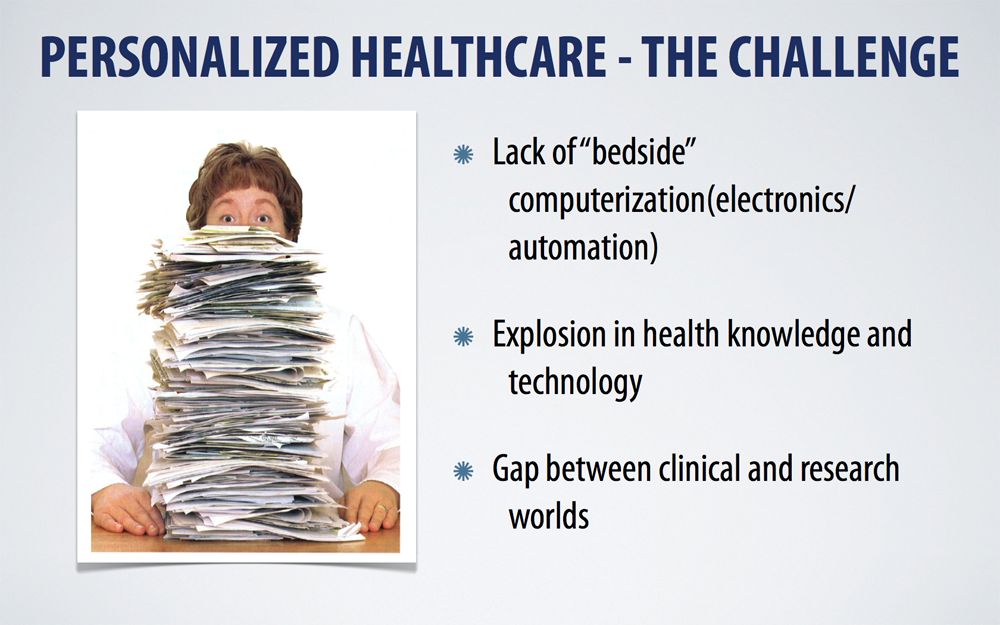 PERSONALIZED HEALTHCARE - THE CHALLENGE
Lack of “bedside”
computerization(electronics/
automation)
Explosion in health knowledge and
technology
Gap between clinical and research
worlds